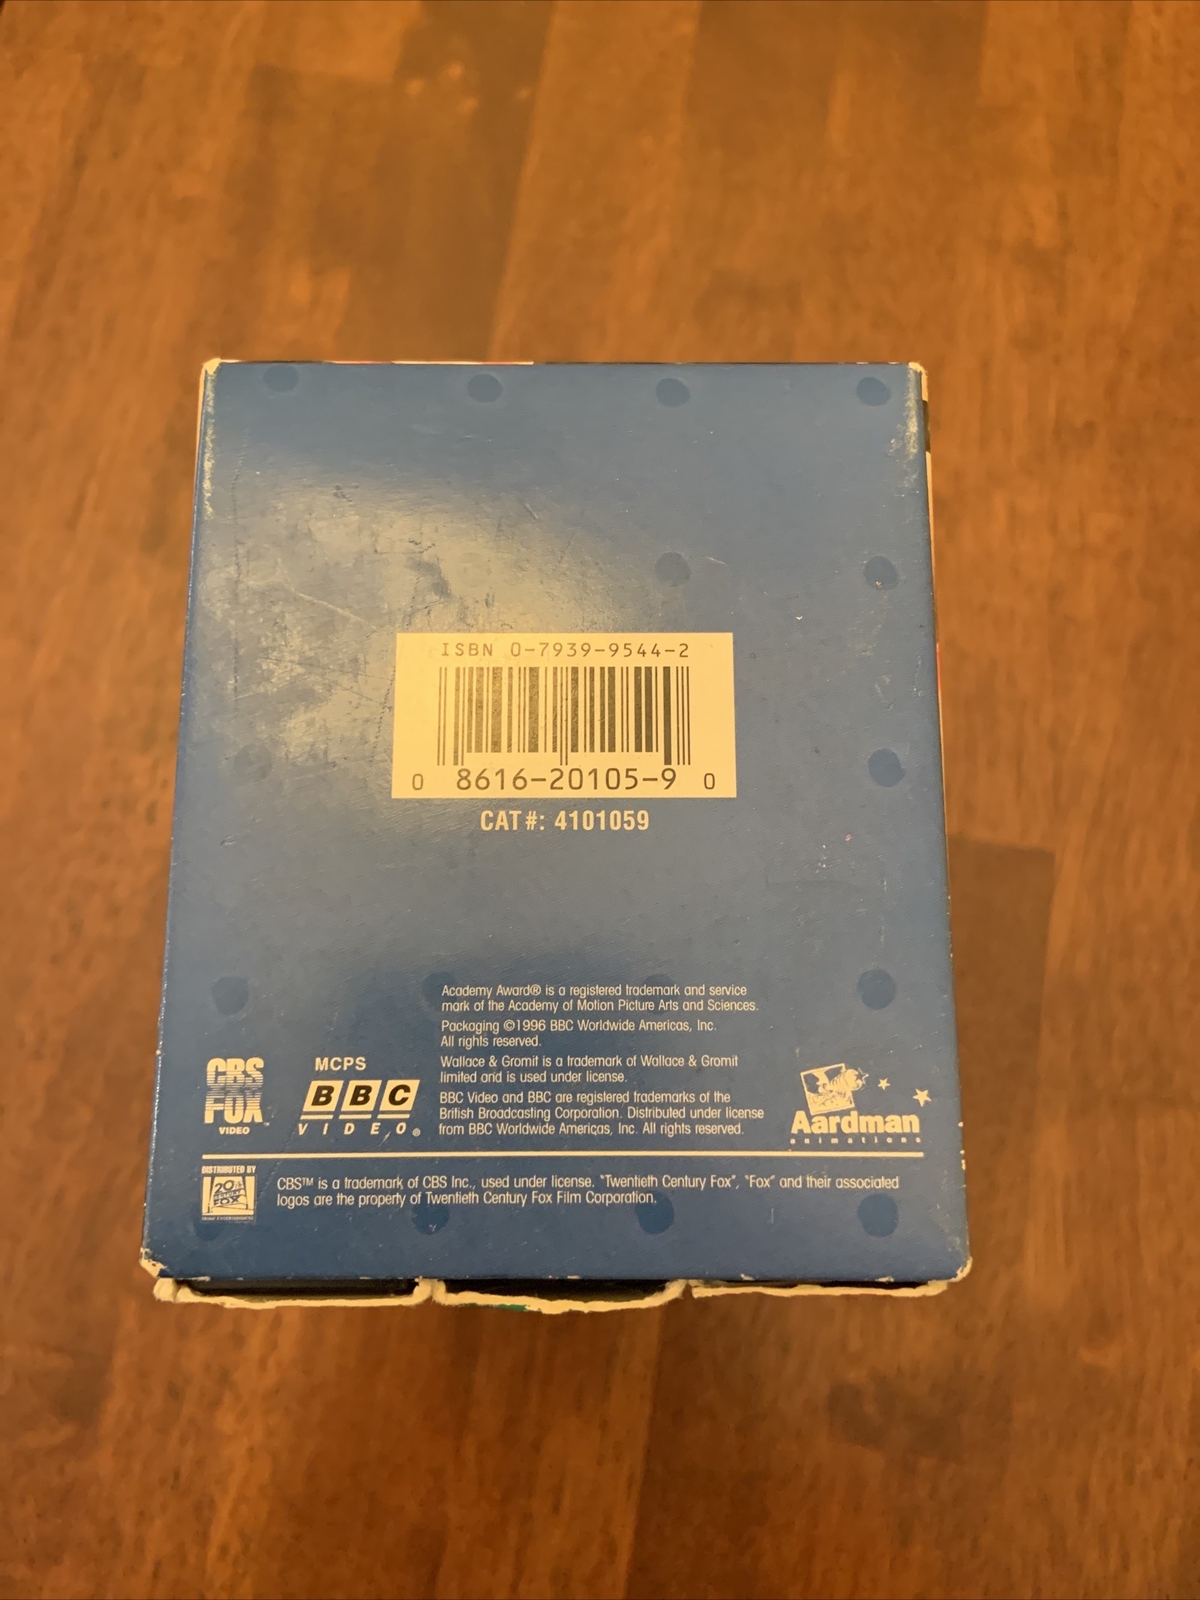 ISBN 0-7939-9544-2
0 8616-20105-9 0
CAT#: 4101059
Academy Award® is a registered trademark and service
mark of the Academy of Motion Picture Arts and Sciences.
Packaging ©1996 BBC Worldwide Americas, Inc.
All rights reserved.
Wallace & Gromit is a trademark of Wallace & Gromit
limited and is used under license.
BBC Video and BBC are registered trademarks of the
British Broadcasting Corporation. Distributed under license
from BBC Worldwide Americas, Inc. All rights reserved.
CBS
FOX™
VIDEO
MCPS
BBC
VIDEO®
Aardman
animations
DISTRIBUTED BY
20th
CENTURY
FOX
CBS™ is a trademark of CBS Inc., used under license. "Twentieth Century Fox", "Fox" and their associated
logos are the property of Twentieth Century Fox Film Corporation.